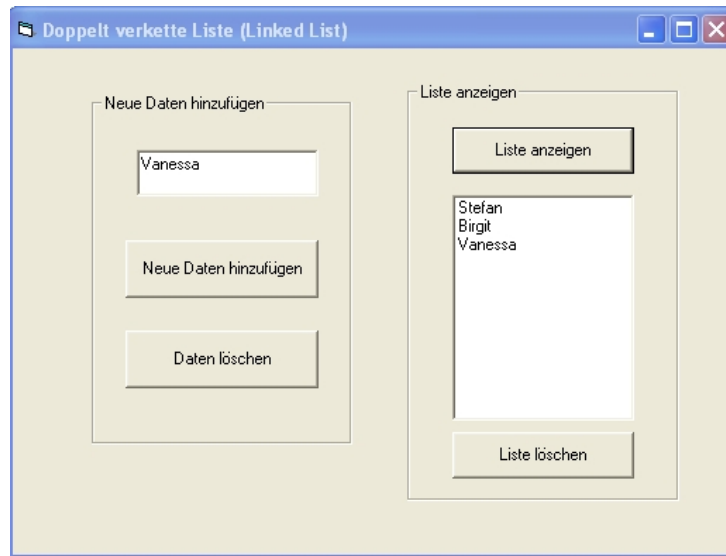 Doppelt verkette Liste (Linked List)
Neue Daten hinzufügen
Vanessa
Neue Daten hinzufügen
Daten löschen
Liste anzeigen
Liste anzeigen
Stefan
Birgit
Vanessa
Liste löschen